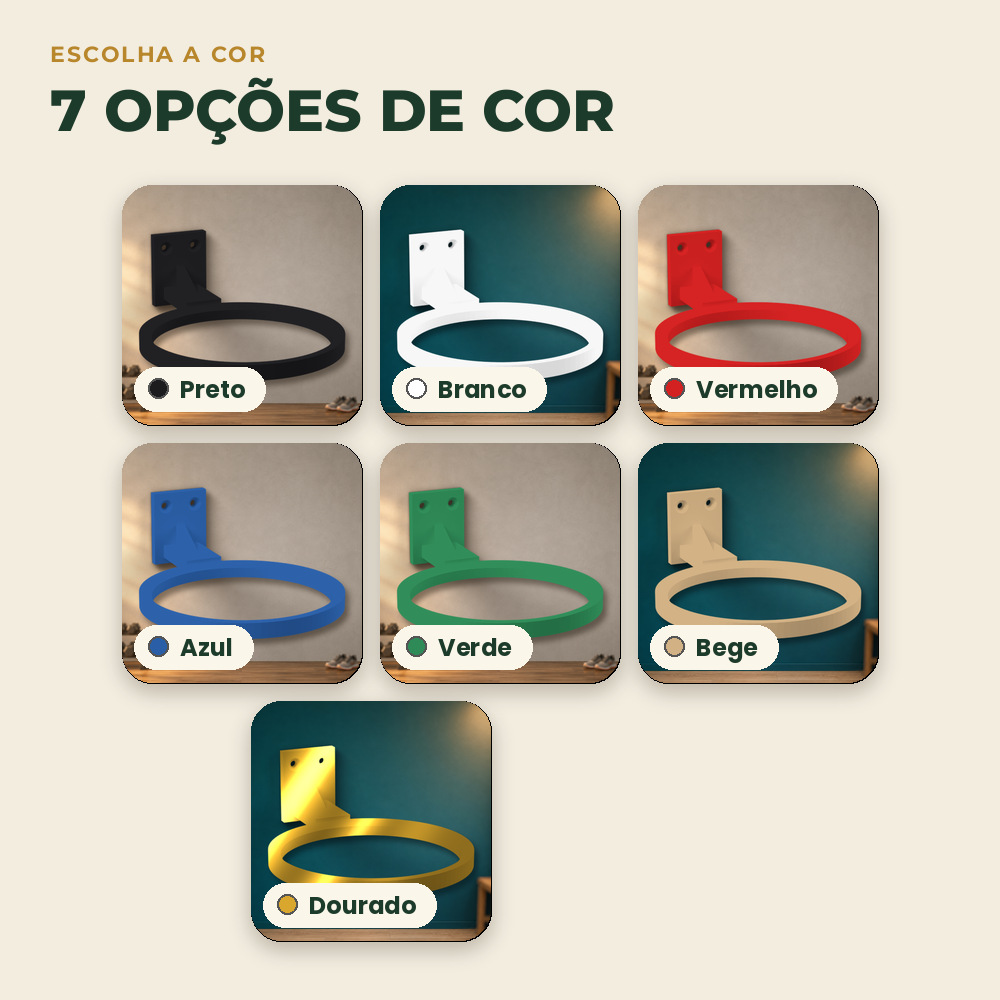 ESCOLHA A COR
7 OPÇÕES DE COR
Preto
Branco
Vermelho
Azul
Verde
Bege
Dourado